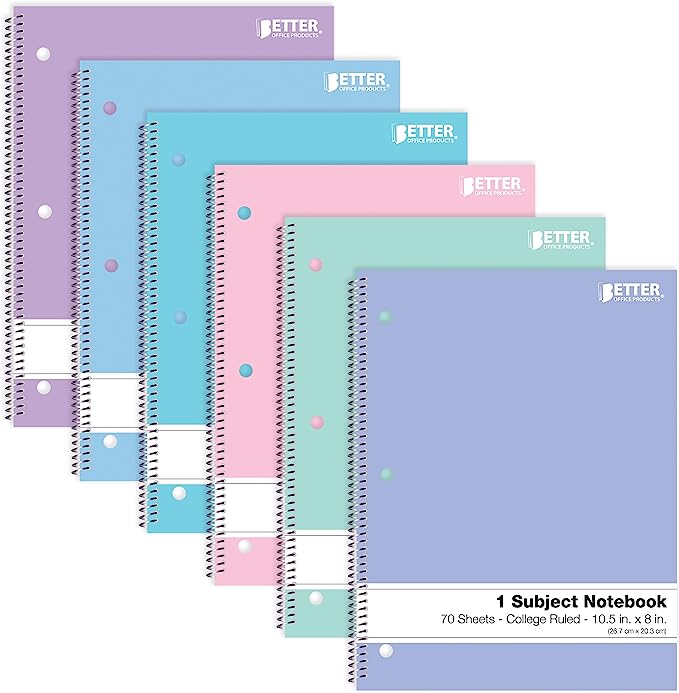 BETTER
OFFICE PRODUCTS®
BETTER
OFFICE PRODUCTS®
BETTER
OFFICE PRODUCTS®
BETTER
OFFICE PRODUCTS®
BETTER
OFFICE PRODUCTS®
BETTER
OFFICE PRODUCTS®
1 Subject Notebook
70 Sheets - College Ruled - 10.5 in. x 8 in.
(26.7 cm x 20.3 cm)